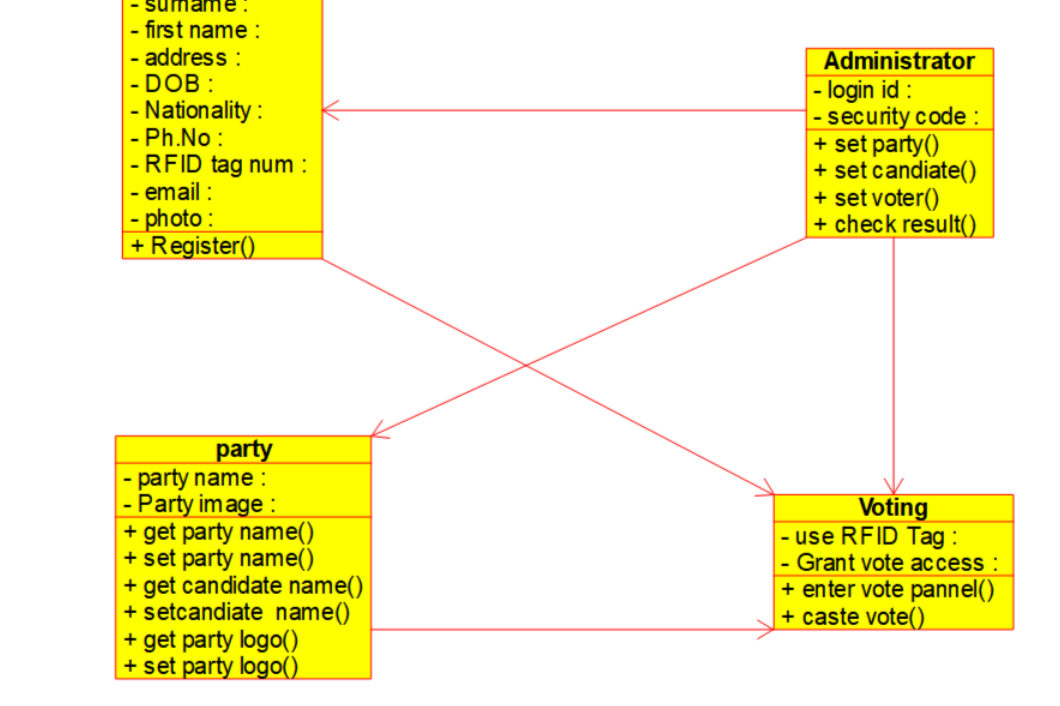 - surname :
- first name :
- address :
- DOB :
- Nationality :
- Ph.No :
- RFID tag num :
- email :
- photo :
+ Register()
Administrator
- login id :
- security code :
+ set party()
+ set candiate()
+ set voter()
+ check result()
party
- party name :
- Party image :
+ get party name()
+ set party name()
+ get candidate name()
+ setcandiate  name()
+ get party logo()
+ set party logo()
Voting
- use RFID Tag :
- Grant vote access :
+ enter vote pannel()
+ caste vote()